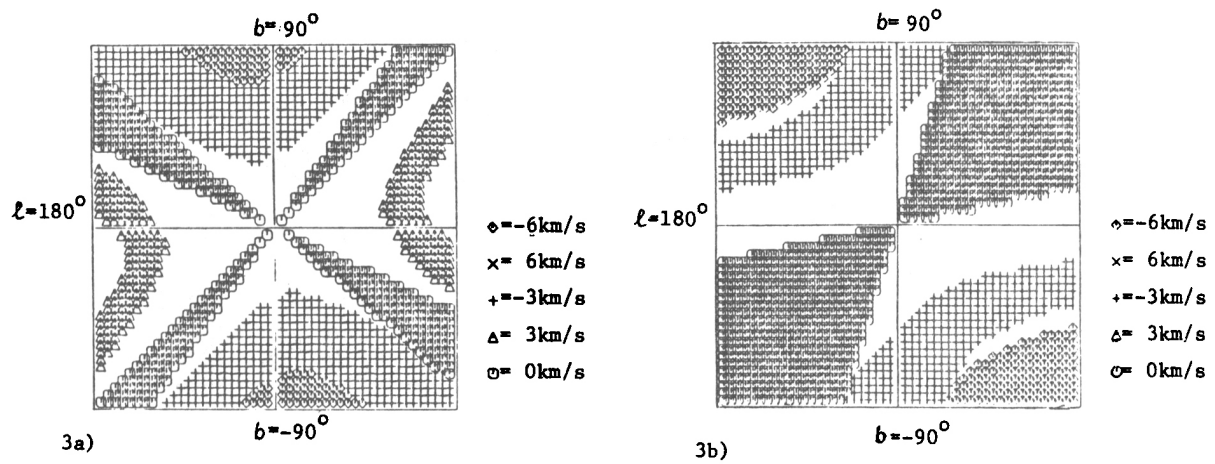 b=90°
ℓ=180°
◇=-6km/s
×= 6km/s
+=-3km/s
△= 3km/s
○= 0km/s
b=-90°
3a)
b=90°
ℓ=180°
=-6km/s
×= 6km/s
+=-3km/s
△= 3km/s
○= 0km/s
b=-90°
3b)